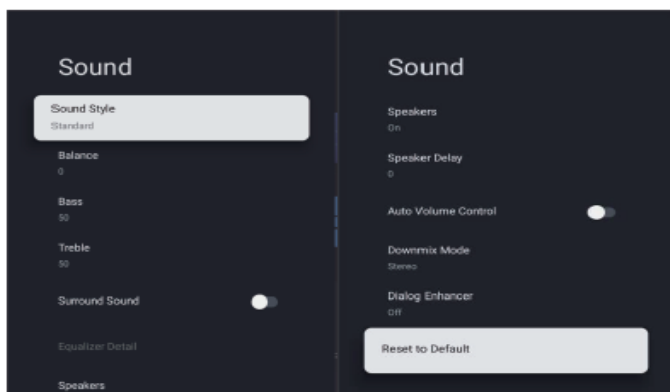 Sound
Sound Style
Standard
Balance
0
Bass
50
Treble
50
Surround Sound
Equalizer Detail
Speakers
Sound
Speakers
On
Speaker Delay
0
Auto Volume Control
Downmix Mode
Stereo
Dialog Enhancer
Off
Reset to Default